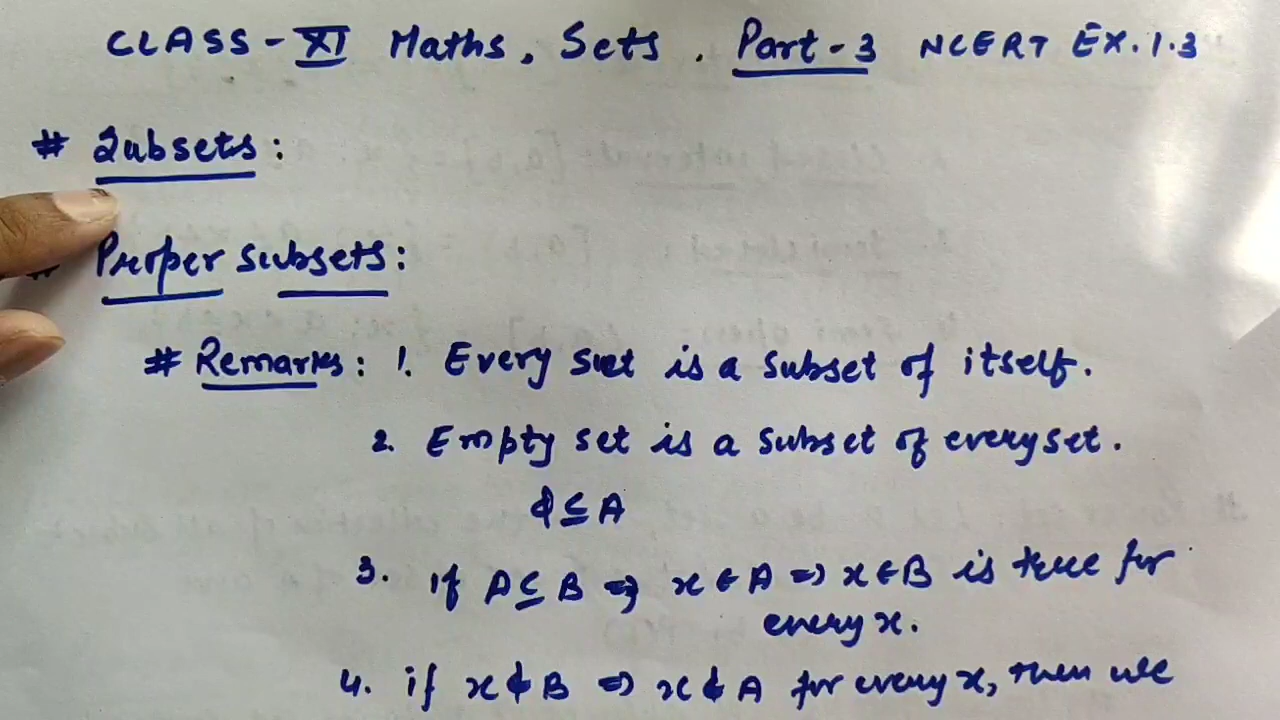 CLASS-XI Maths, Sets. Part-3 NCERT EX.1.3
# Subsets:
# Proper subsets:
# Remarks: 1. Every set is a subset of itself.
2. Empty set is a subset of every set.
ϕ⊆A
3. if A⊆B ⇒ x∈A ⇒ x∈B is true for
every x.
4. if x∉B ⇒ x∉A for every x, then we